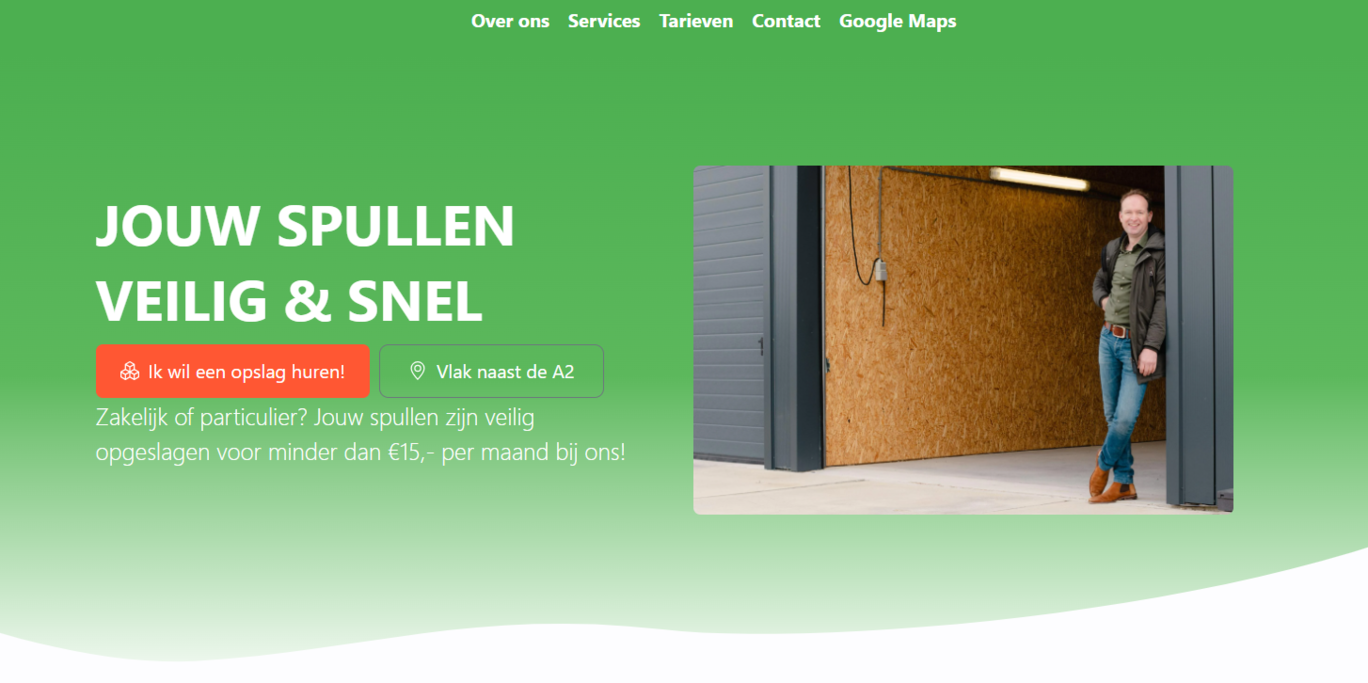 Over ons Services Tarieven Contact Google Maps
JOUW SPULLEN
VEILIG & SNEL
Ik wil een opslag huren! Vlak naast de A2
Zakelijk of particulier? Jouw spullen zijn veilig
opgeslagen voor minder dan €15,- per maand bij ons!